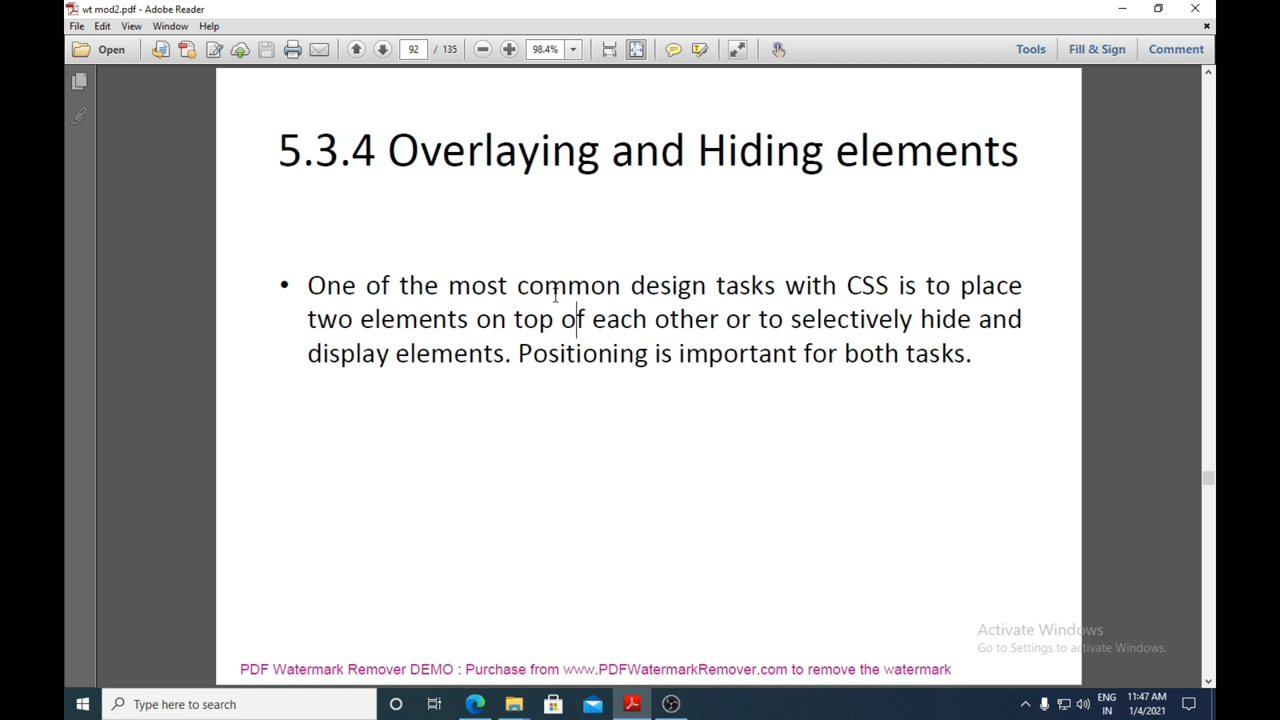 wt mod2.pdf - Adobe Reader
File Edit View Window Help
Open 92 / 135 98.4% Tools Fill & Sign Comment
5.3.4 Overlaying and Hiding elements
• One of the most common design tasks with CSS is to place
two elements on top of each other or to selectively hide and
display elements. Positioning is important for both tasks.
Activate Windows
Go to Settings to activate Windows.
PDF Watermark Remover DEMO : Purchase from www.PDFWatermarkRemover.com to remove the watermark
Type here to search
ENG 11:47 AM
IN 1/4/2021